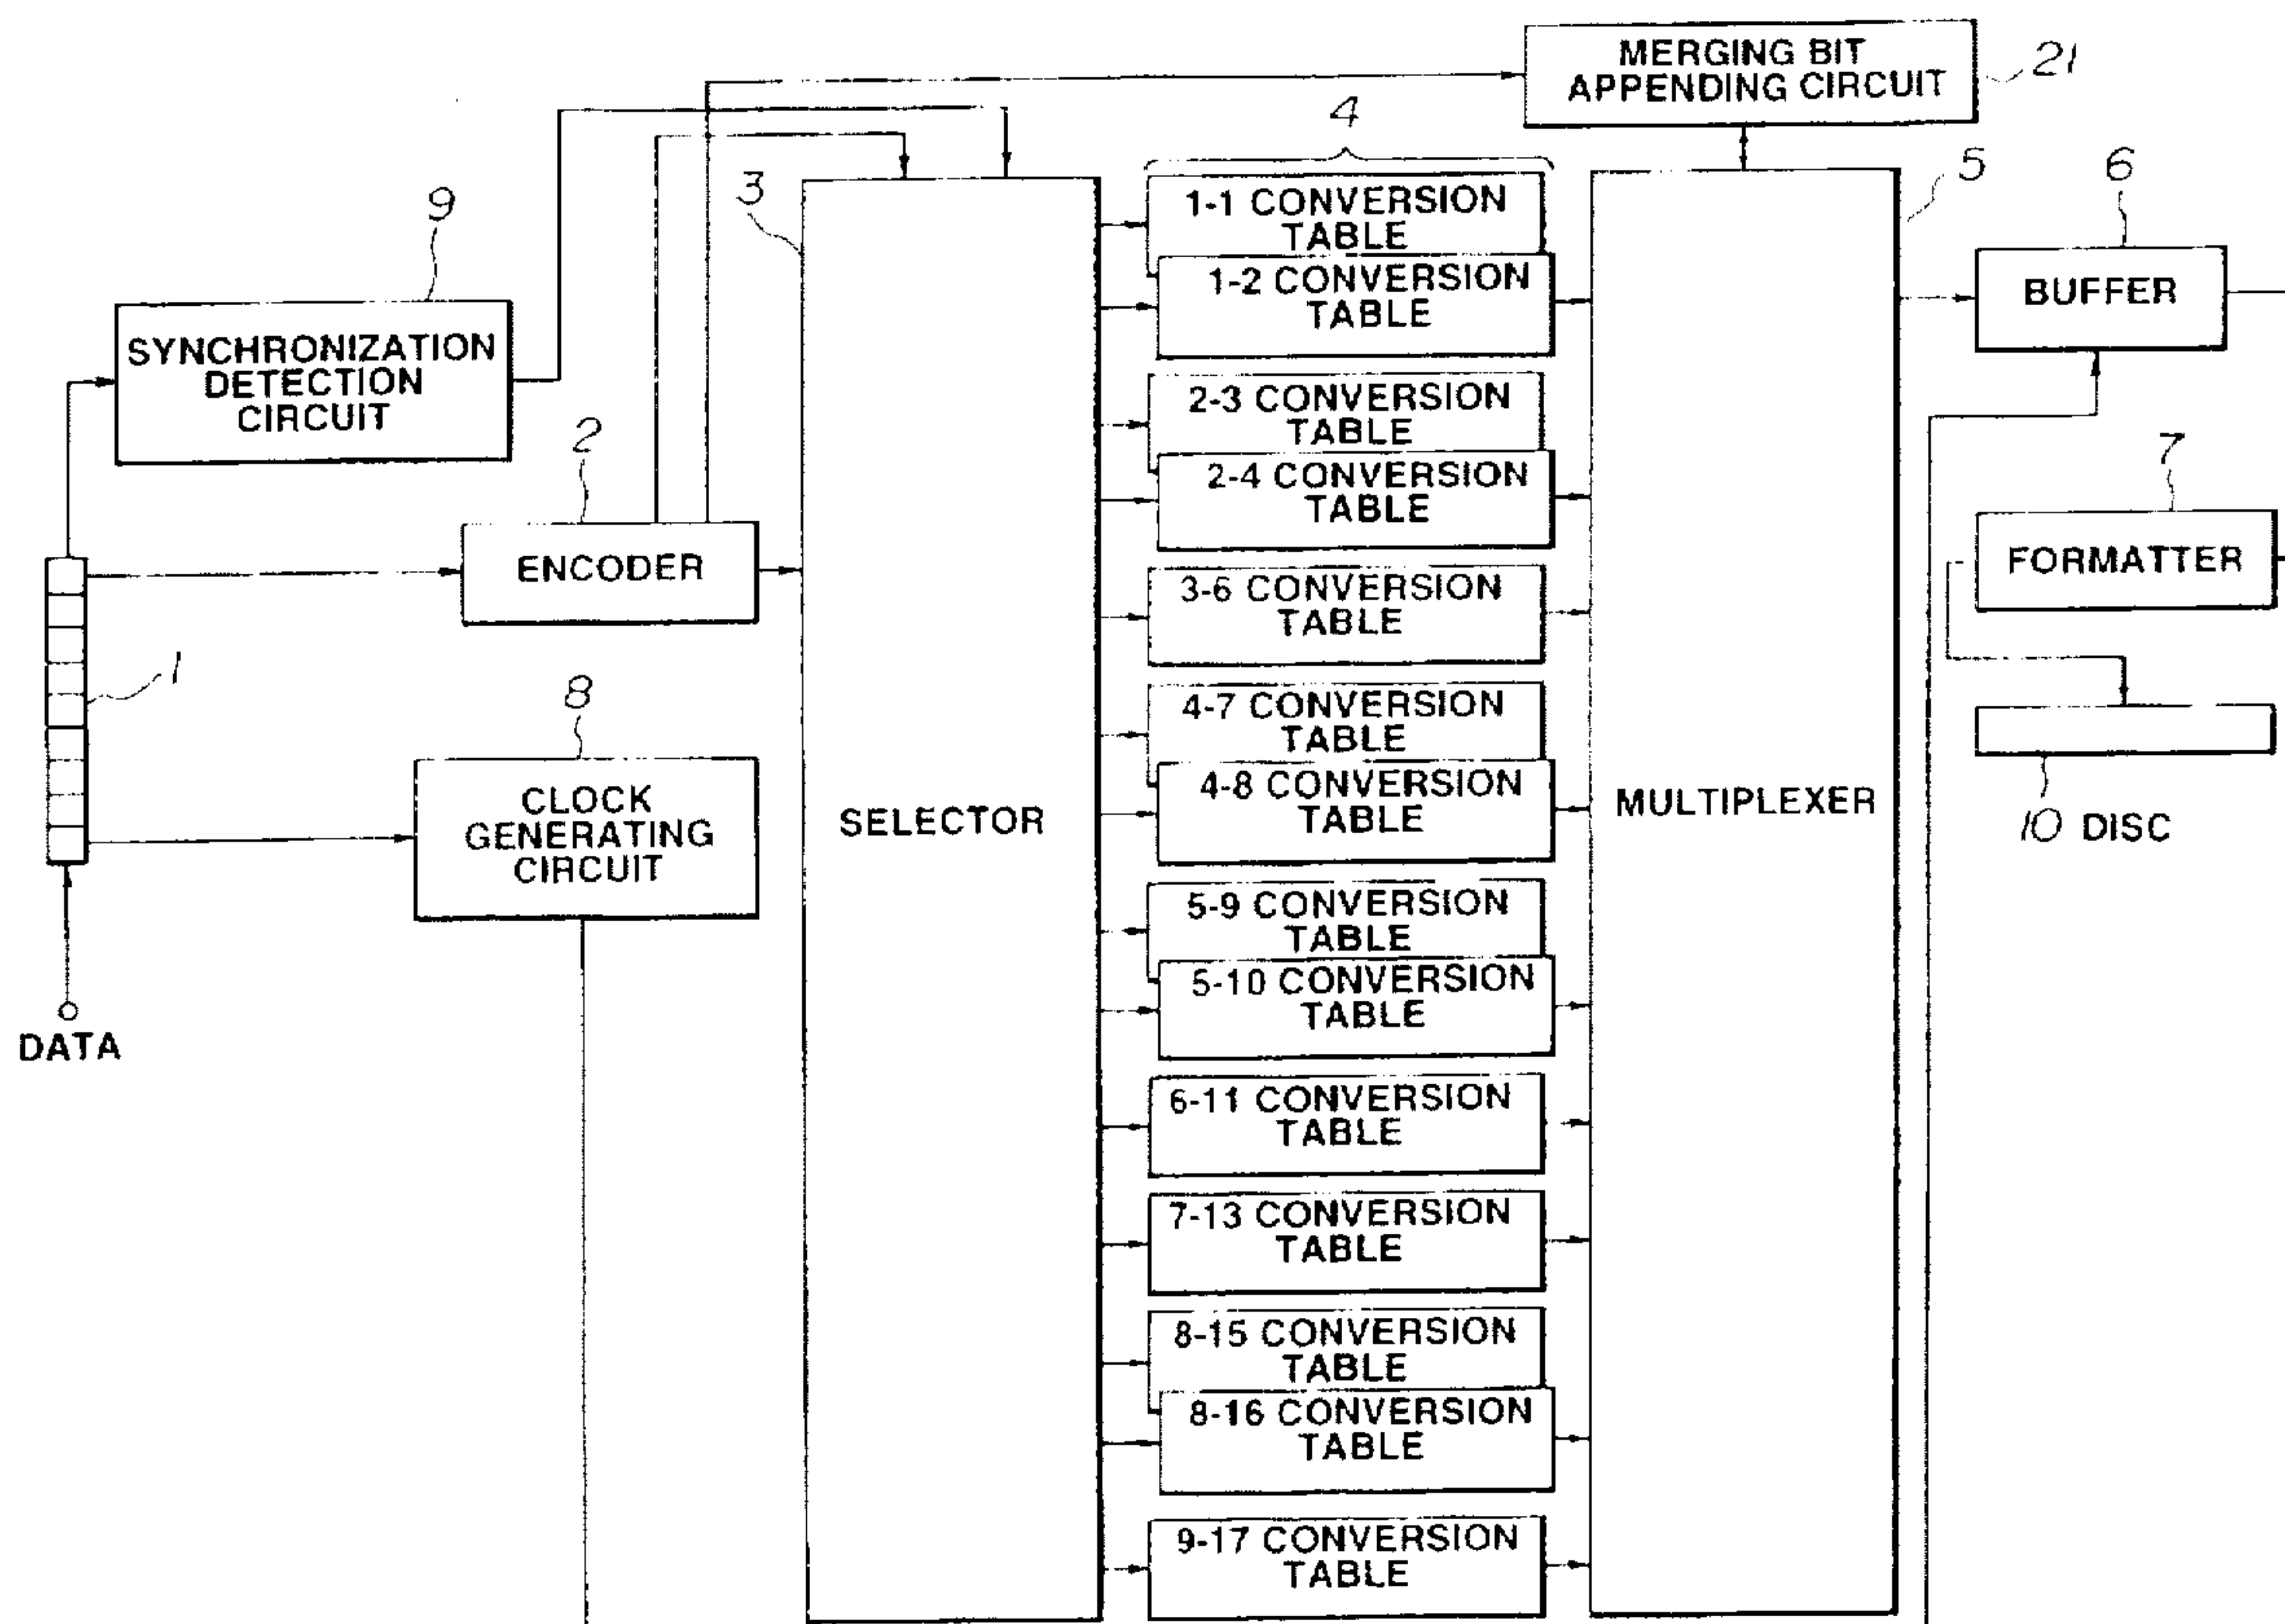 MERGING BIT
APPENDING CIRCUIT
21
4
3
5
6
9
1-1 CONVERSION
TABLE
1-2 CONVERSION
TABLE
BUFFER
SYNCHRONIZATION
DETECTION
CIRCUIT
2-3 CONVERSION
TABLE
2
2-4 CONVERSION
TABLE
7
ENCODER
3-6 CONVERSION
TABLE
FORMATTER
1
8
4-7 CONVERSION
TABLE
CLOCK
GENERATING
CIRCUIT
SELECTOR
4-8 CONVERSION
TABLE
MULTIPLEXER
10 DISC
5-9 CONVERSION
TABLE
5-10 CONVERSION
TABLE
DATA
6-11 CONVERSION
TABLE
7-13 CONVERSION
TABLE
8-15 CONVERSION
TABLE
8-16 CONVERSION
TABLE
9-17 CONVERSION
TABLE